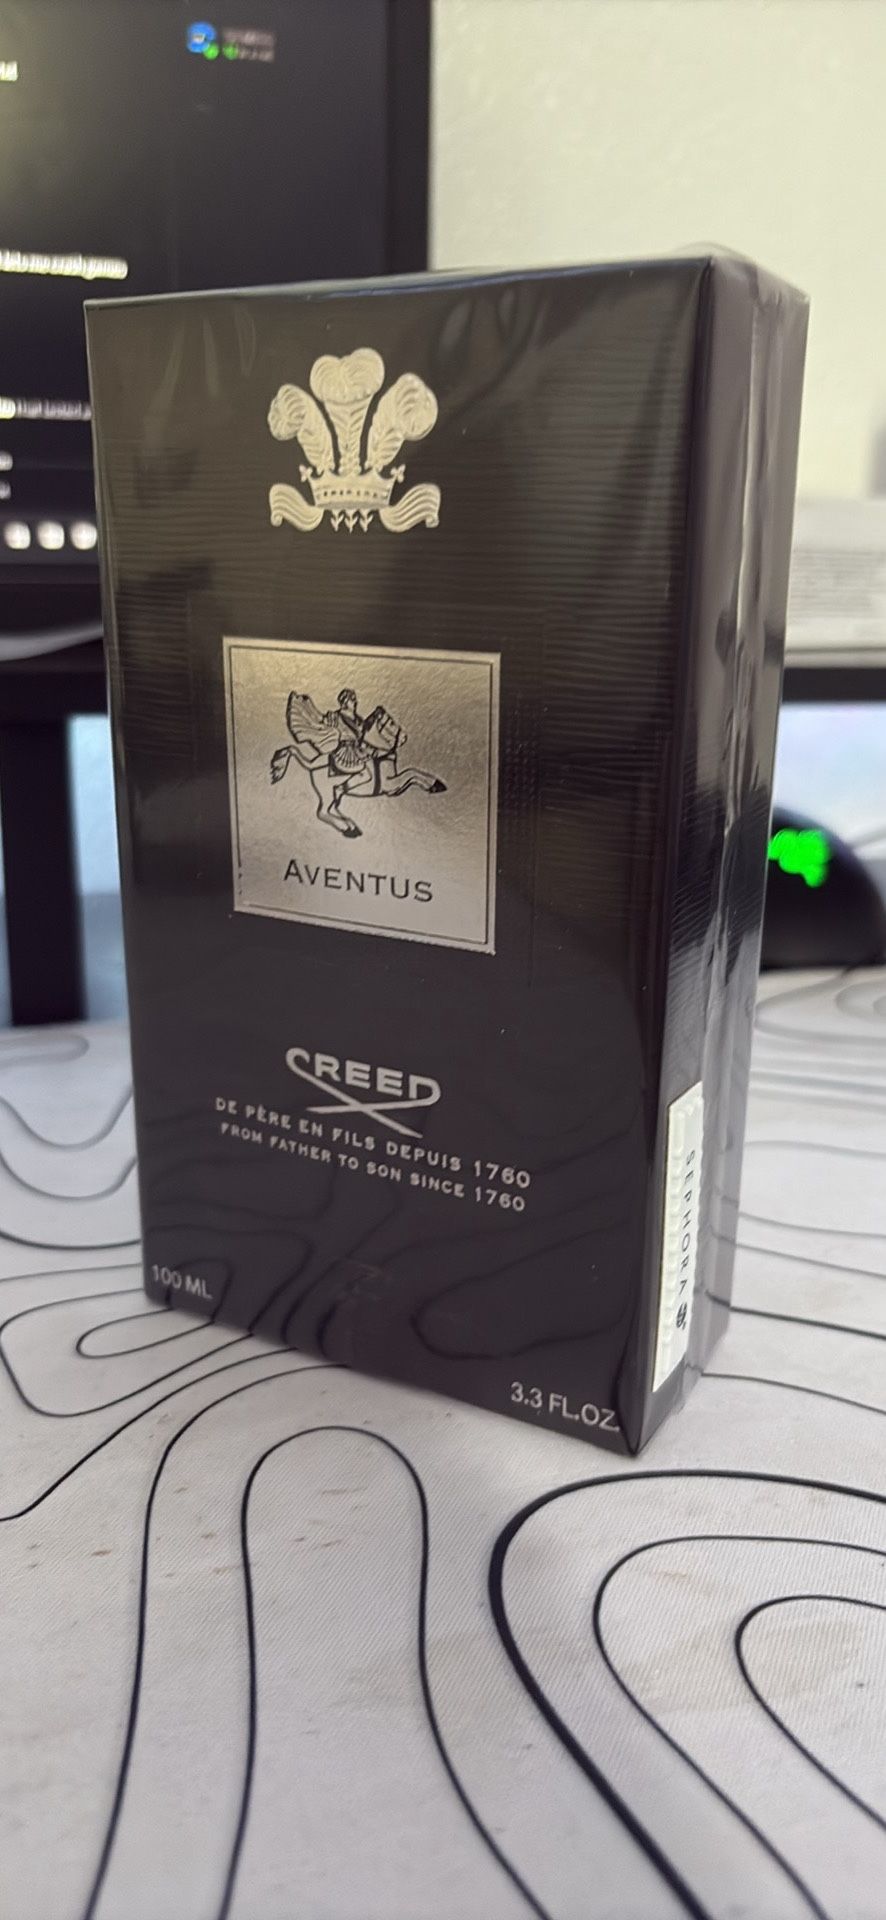 AVENTUS
CREED
DE PÈRE EN FILS DEPUIS 1760
FROM FATHER TO SON SINCE 1760
100 ML
3.3 FL.OZ.
SEPHORA